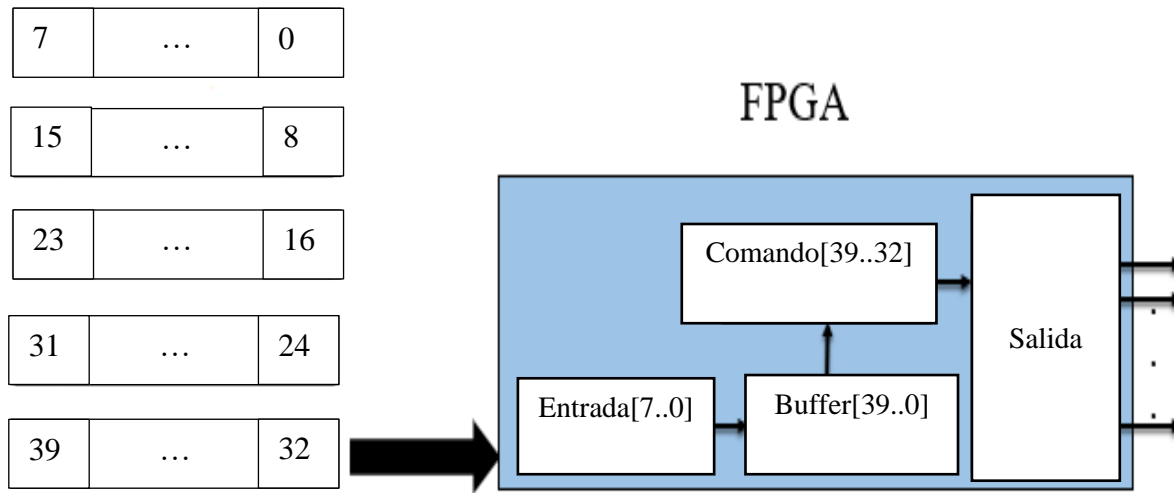 7 … 0
15 … 8
23 … 16
31 … 24
39 … 32
FPGA
Comando[39..32]
Entrada[7..0]
Buffer[39..0]
Salida
.
.
.